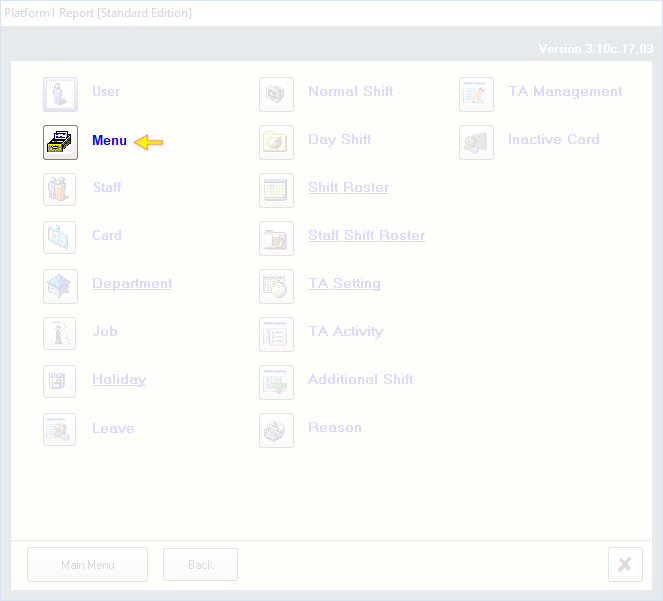 Platform1 Report [Standard Edition]
Version 3.10c.17.03
User
Menu
Staff
Card
Department
Job
Holiday
Leave
Normal Shift
Day Shift
Shift Roster
Staff Shift Roster
TA Setting
TA Activity
Additional Shift
Reason
TA Management
Inactive Card
Main Menu
Back